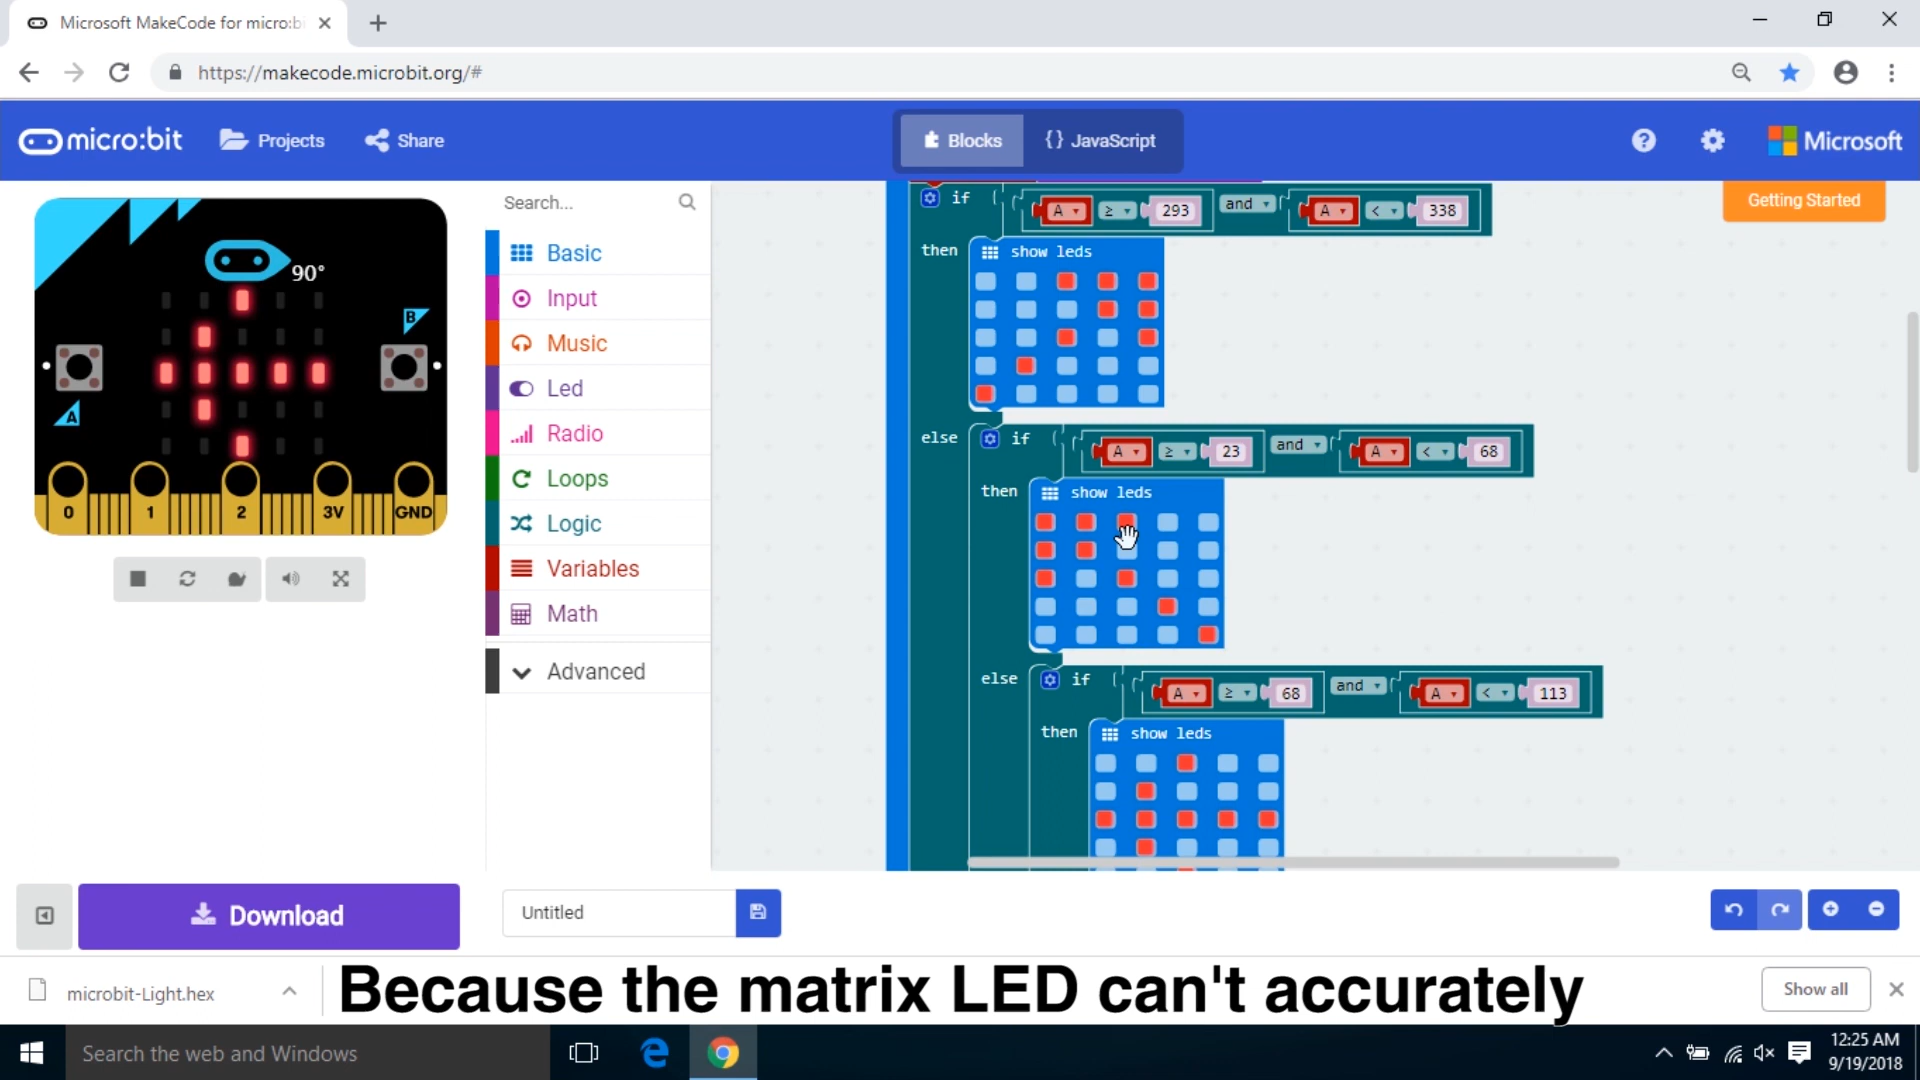 Microsoft MakeCode for micro:bi
https://makecode.microbit.org/#
micro:bit
Projects
Share
Blocks
{} JavaScript
Microsoft
Getting Started
90°
B
A
0 1 2 3V GND
Search...
Basic
Input
Music
Led
Radio
Loops
Logic
Variables
Math
Advanced
if A ≥ 293 and A < 338
then show leds
else if A ≥ 23 and A < 68
then show leds
else if A ≥ 68 and A < 113
then show leds
Download
Untitled
microbit-Light.hex
Because the matrix LED can't accurately
Show all
Search the web and Windows
12:25 AM
9/19/2018